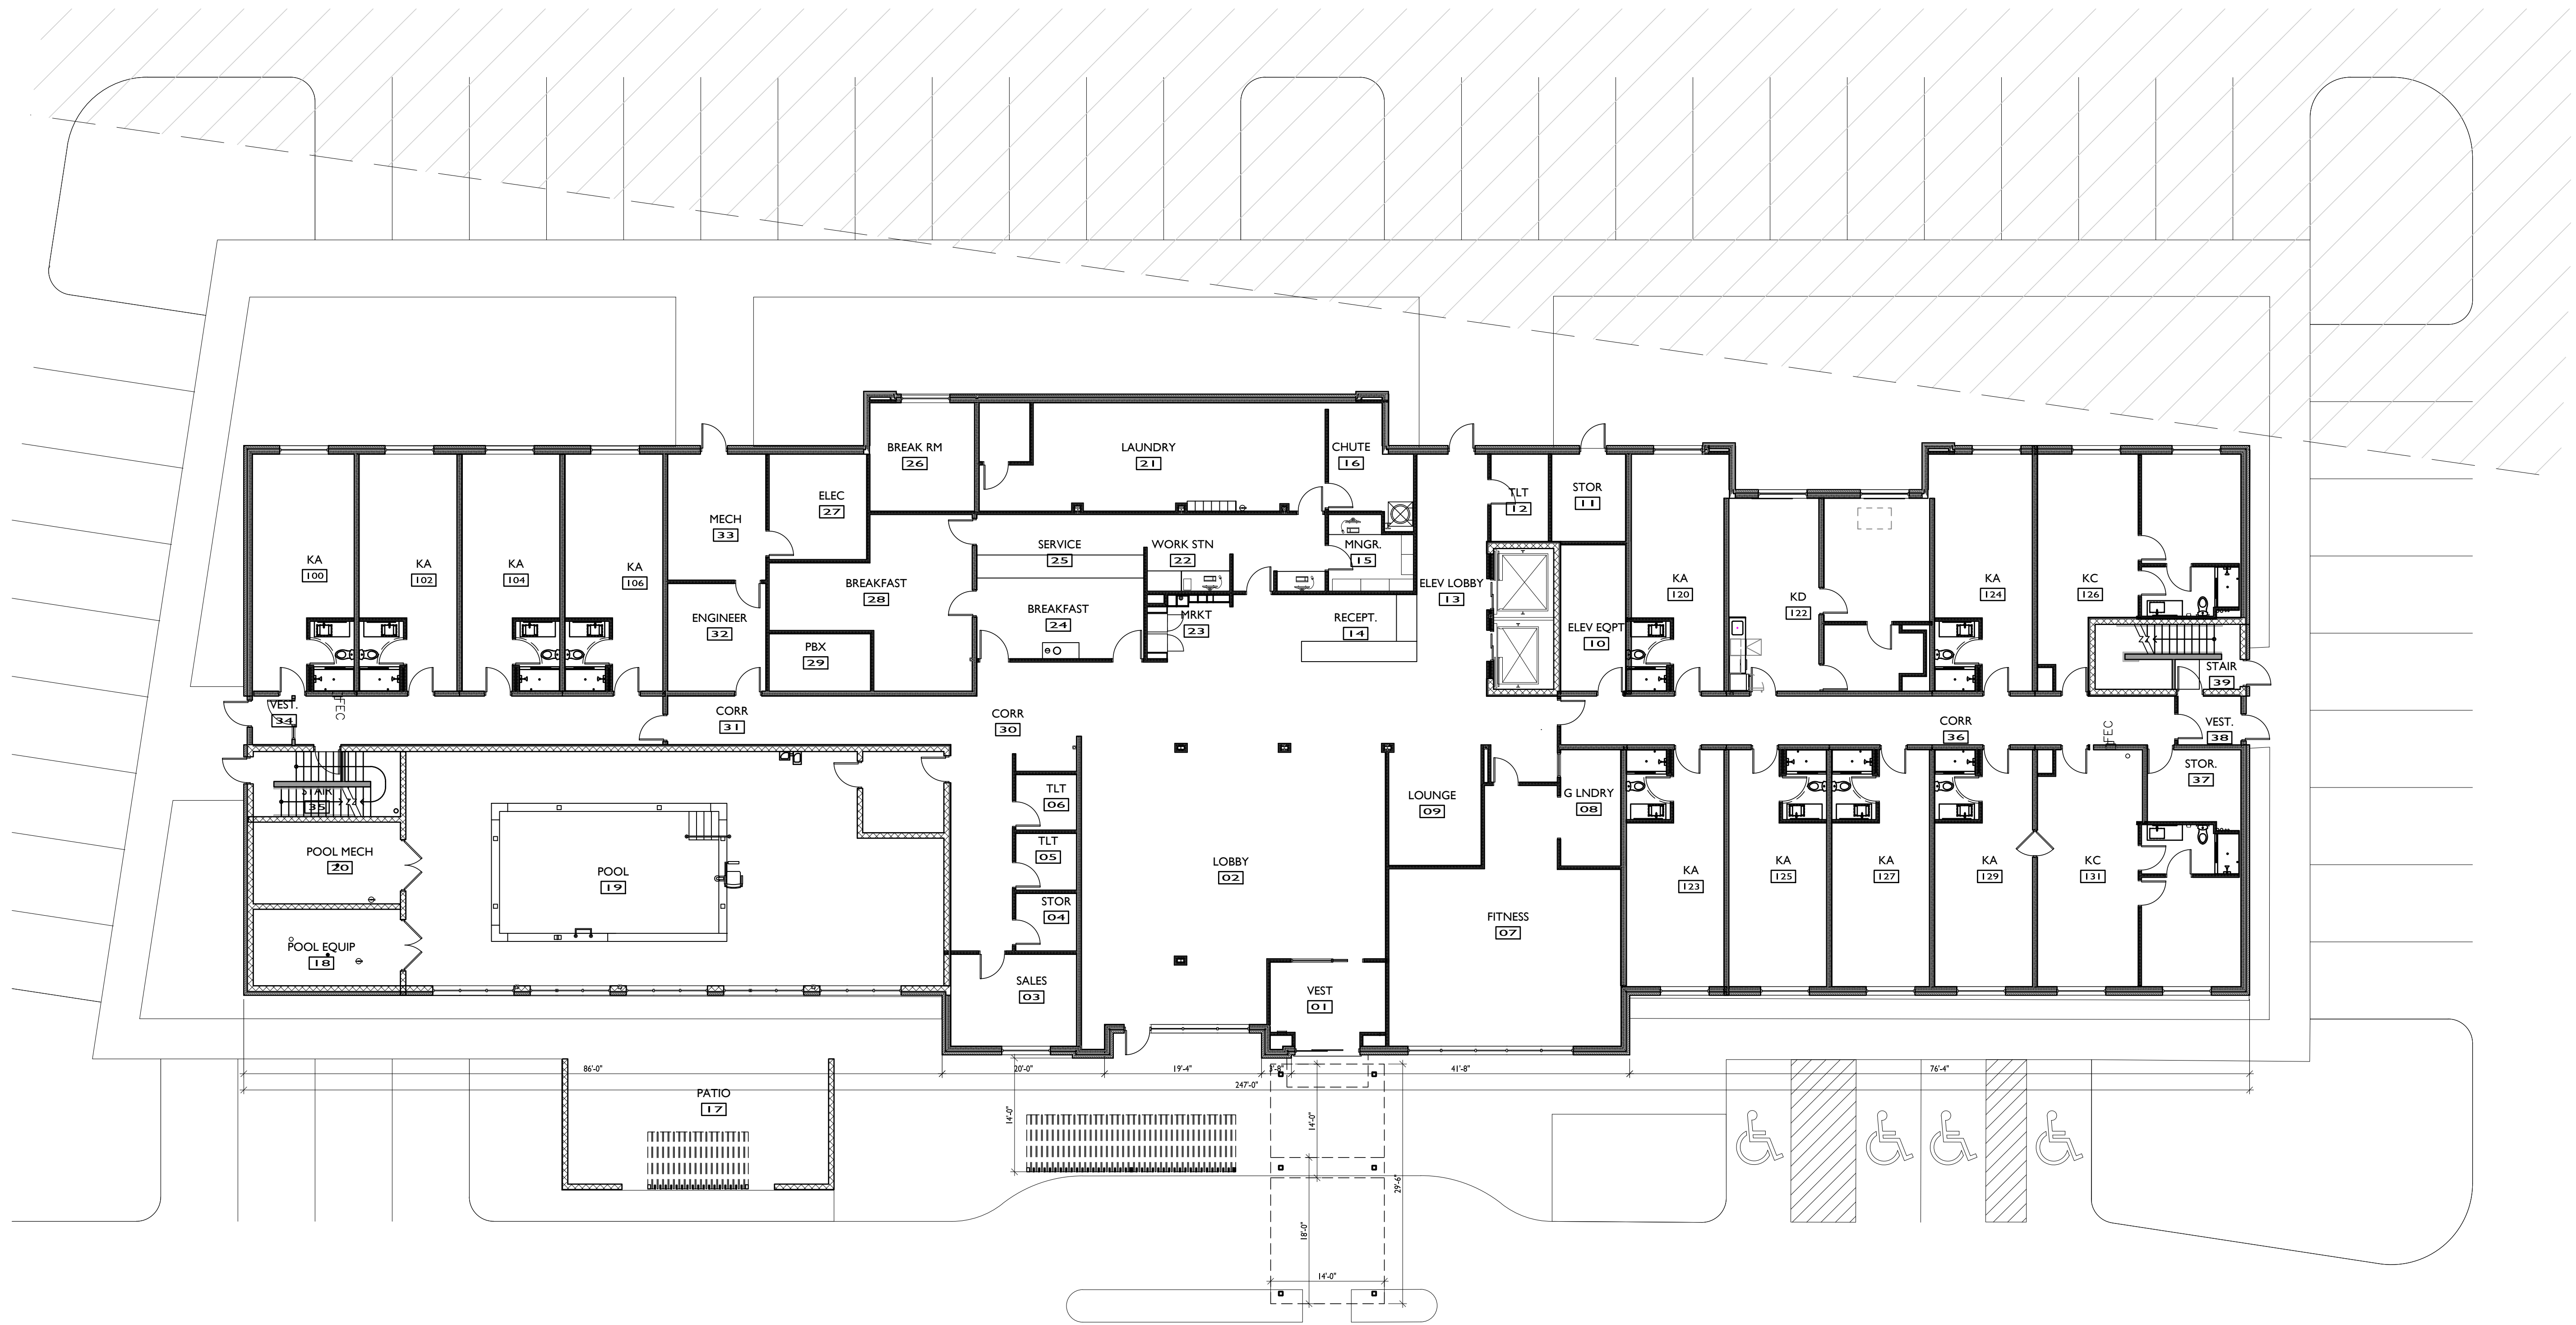 BREAK RM
26
LAUNDRY
21
CHUTE
16
ELEC
27
MECH
33
TLT
12
STOR
11
KA
100
KA
102
KA
104
KA
106
SERVICE
25
WORK STN
22
MNGR.
15
BREAKFAST
28
ELEV LOBBY
13
KA
120
KD
122
KA
124
KC
126
ENGINEER
32
BREAKFAST
24
MRKT
23
RECEPT.
14
ELEV EQPT
10
PBX
29
STAIR
39
VEST.
34
FEC
CORR
31
CORR
30
CORR
36
FEC
VEST.
38
STAIR
35
TLT
06
LOUNGE
09
G LNDRY
08
STOR.
37
POOL MECH
20
POOL
19
TLT
05
LOBBY
02
KA
123
KA
125
KA
127
KA
129
KC
131
STOR
04
FITNESS
07
POOL EQUIP
18
SALES
03
VEST
01
86'-0"
20'-0"
19'-4"
41'-8"
76'-4"
247'-0"
PATIO
17
14'-0"
14'-0"
29'-6"
18'-0"
14'-0"